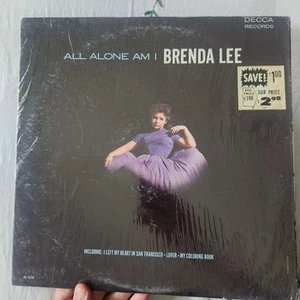 DECCA
RECORDS
ALL ALONE AM I BRENDA LEE
SAVE! $1.00
OUR PRICE
$2.98
INCLUDING: I LEFT MY HEART IN SAN FRANCISCO • LOVER • MY COLORING BOOK